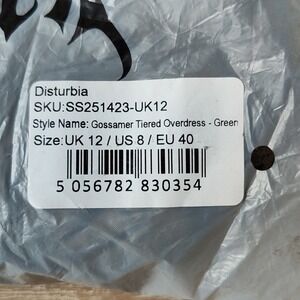 Disturbia
SKU:SS251423-UK12
Style Name: Gossamer Tiered Overdress - Green
Size:UK 12 / US 8 / EU 40
5 056782 830354